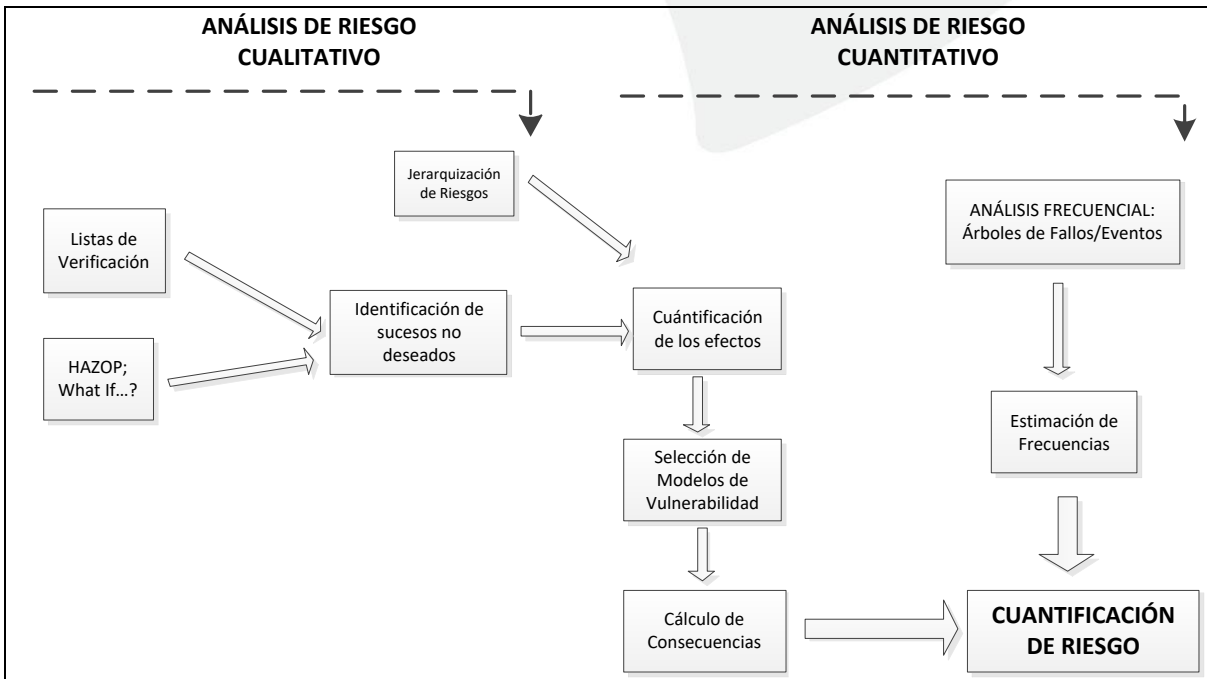 ANÁLISIS DE RIESGO
CUALITATIVO
ANÁLISIS DE RIESGO
CUANTITATIVO
Jerarquización
de Riesgos
Listas de
Verificación
HAZOP;
What If...?
Identificación de
sucesos no
deseados
Cuántificación
de los efectos
Selección de
Modelos de
Vulnerabilidad
Cálculo de
Consecuencias
ANÁLISIS FRECUENCIAL:
Árboles de Fallos/Eventos
Estimación de
Frecuencias
CUANTIFICACIÓN
DE RIESGO